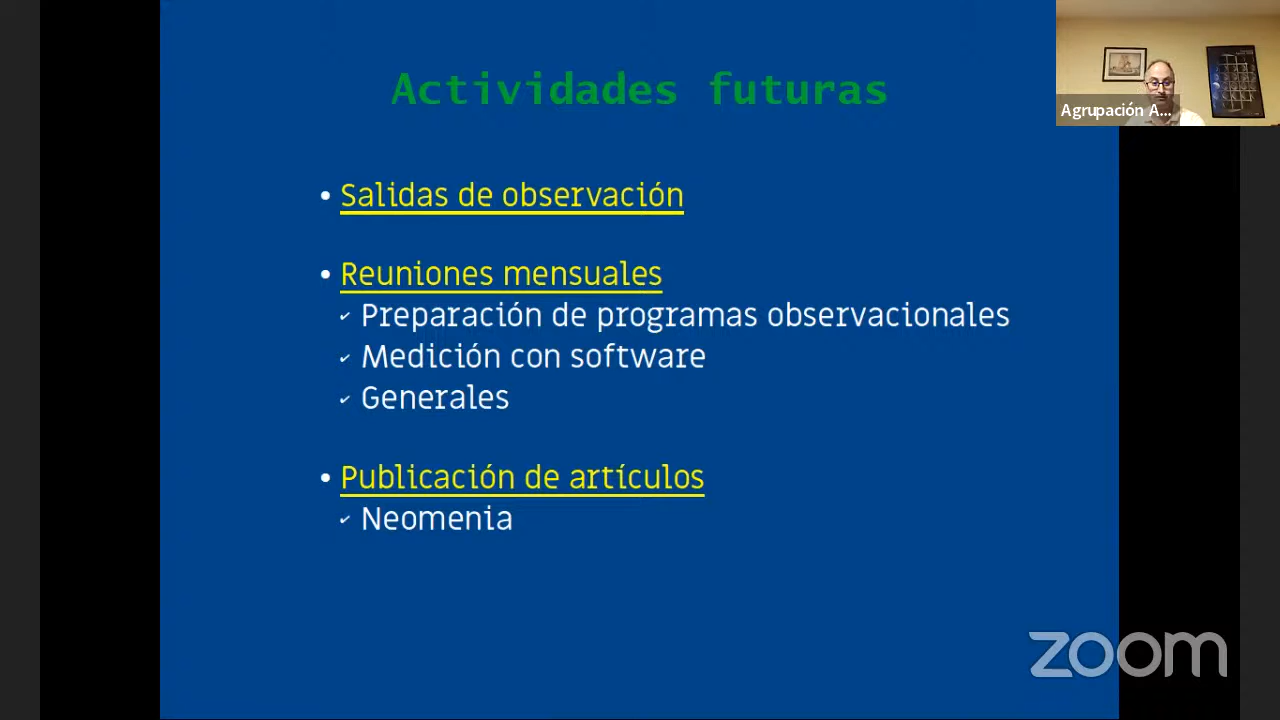 Actividades futuras
Agrupación A...
• Salidas de observación
• Reuniones mensuales
✓ Preparación de programas observacionales
✓ Medición con software
✓ Generales
• Publicación de artículos
✓ Neomenia
zoom